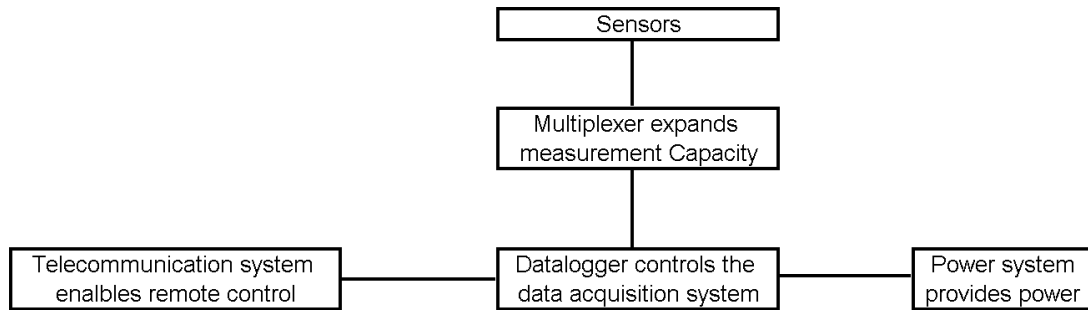 Sensors
Multiplexer expands
measurement Capacity
Telecommunication system
enalbles remote control
Datalogger controls the
data acquisition system
Power system
provides power